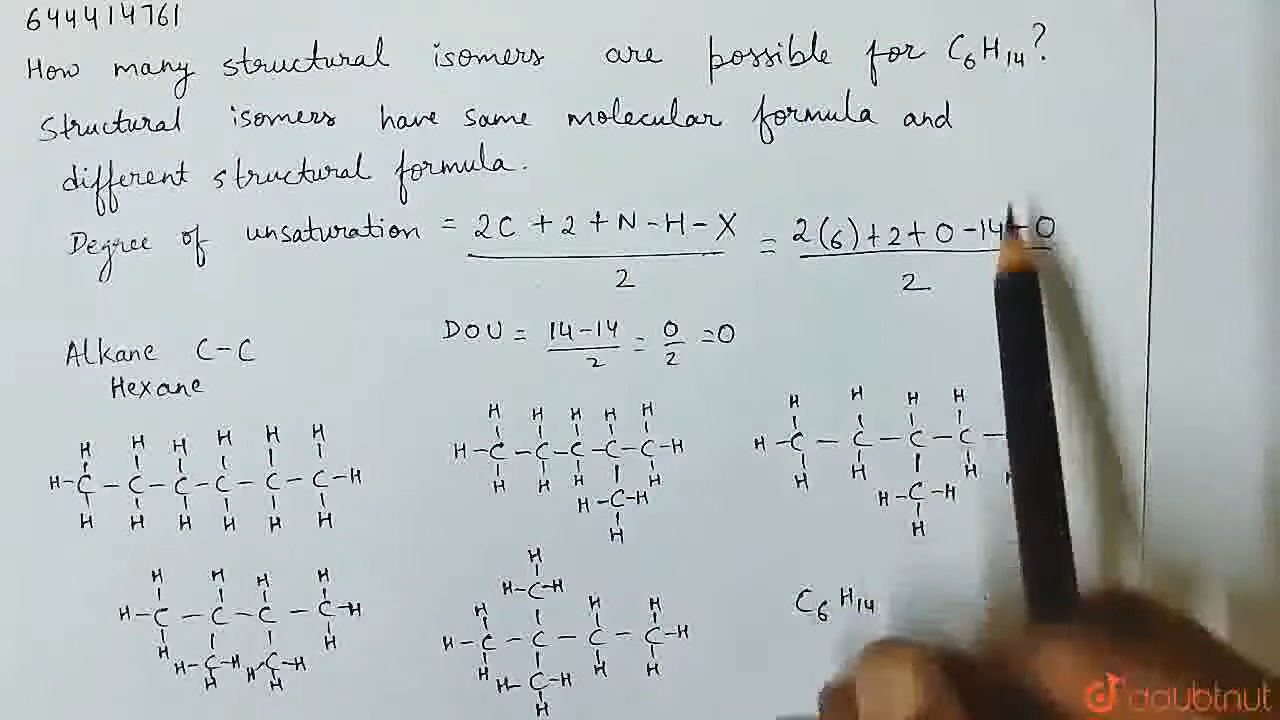 644414761
How many structural isomers are possible for C₆H₁₄?
Structural isomers have same molecular formula and
different structural formula.
Degree of unsaturation = 2C + 2 + N - H - X / 2 = 2(6) + 2 + 0 - 14 - 0 / 2
DOU = 14 - 14 / 2 = 0 / 2 = 0
Alkane C-C
Hexane
H H H H H H
H-C-C-C-C-C-C-H
H H H H H H
H H H H H
H-C-C-C-C-C-H
H H H H
H-C-H
H
H H H H
H-C-C-C-C-
H H H H
H-C-H
H
H H H H
H-C-C-C-C-H
H H
H-C-H H-C-H
H H
H
H-C-H
H H H
H-C-C-C-C-H
H H H
H-C-H
H
C₆H₁₄
doubtnut